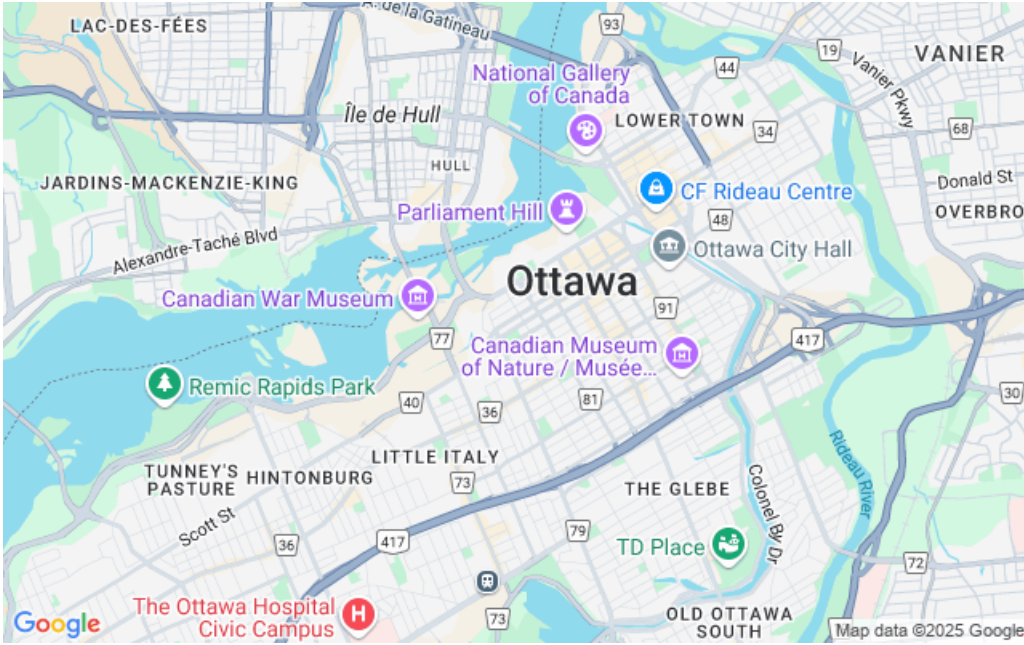 LAC-DES-FÉES
A. de la Gatineau
93
19
VANIER
44
Vanier Pkwy
National Gallery
of Canada
Île de Hull
LOWER TOWN
34
68
HULL
JARDINS-MACKENZIE-KING
CF Rideau Centre
Donald St
Parliament Hill
48
OVERBRO
Alexandre-Taché Blvd
Ottawa City Hall
Ottawa
Canadian War Museum
91
77
417
Canadian Museum
of Nature / Musée...
Remic Rapids Park
40
36
81
30
Rideau River
LITTLE ITALY
TUNNEY'S
PASTURE
HINTONBURG
73
THE GLEBE
Colonel By Dr
Scott St
36
417
79
TD Place
72
The Ottawa Hospital
Civic Campus
H
73
OLD OTTAWA
SOUTH
Google
Map data ©2025 Google